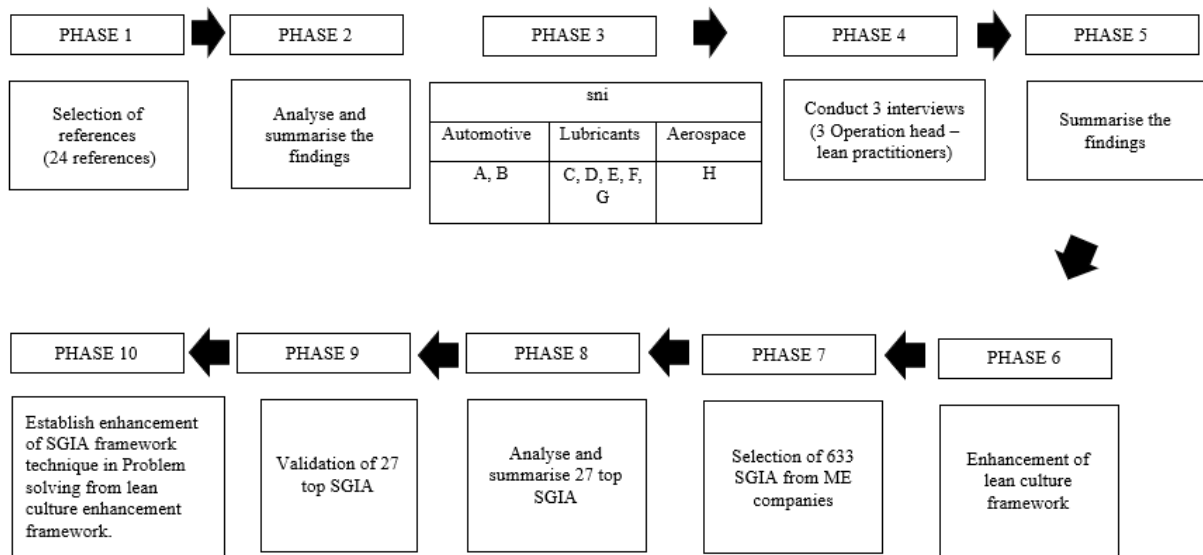 PHASE 1
PHASE 2
PHASE 3
PHASE 4
PHASE 5
Selection of
references
(24 references)
Analyse and
summarise the
findings
sni
Automotive
Lubricants
Aerospace
A, B
C, D, E, F,
G
H
Conduct 3 interviews
(3 Operation head –
lean practitioners)
Summarise the
findings
PHASE 10
PHASE 9
PHASE 8
PHASE 7
PHASE 6
Establish enhancement
of SGIA framework
technique in Problem
solving from lean
culture enhancement
framework.
Validation of 27
top SGIA
Analyse and
summarise 27 top
SGIA
Selection of 633
SGIA from ME
companies
Enhancement of
lean culture
framework